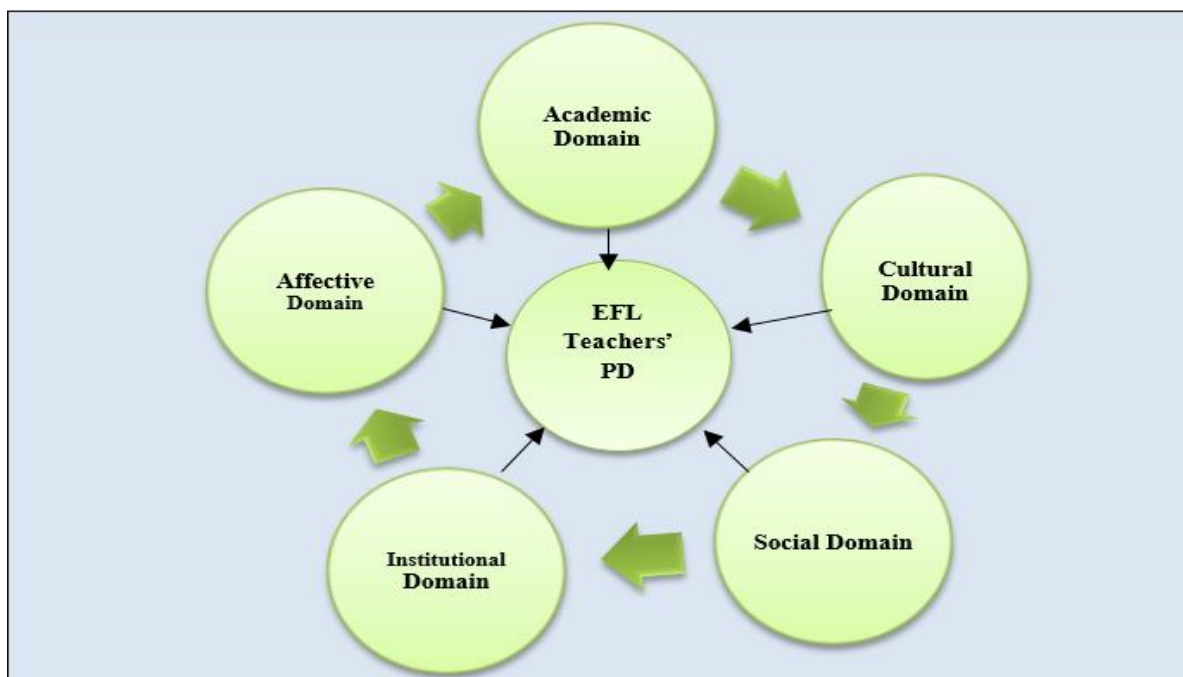 Academic
Domain
Cultural
Domain
Social Domain
Institutional
Domain
Affective
Domain
EFL
Teachers’
PD